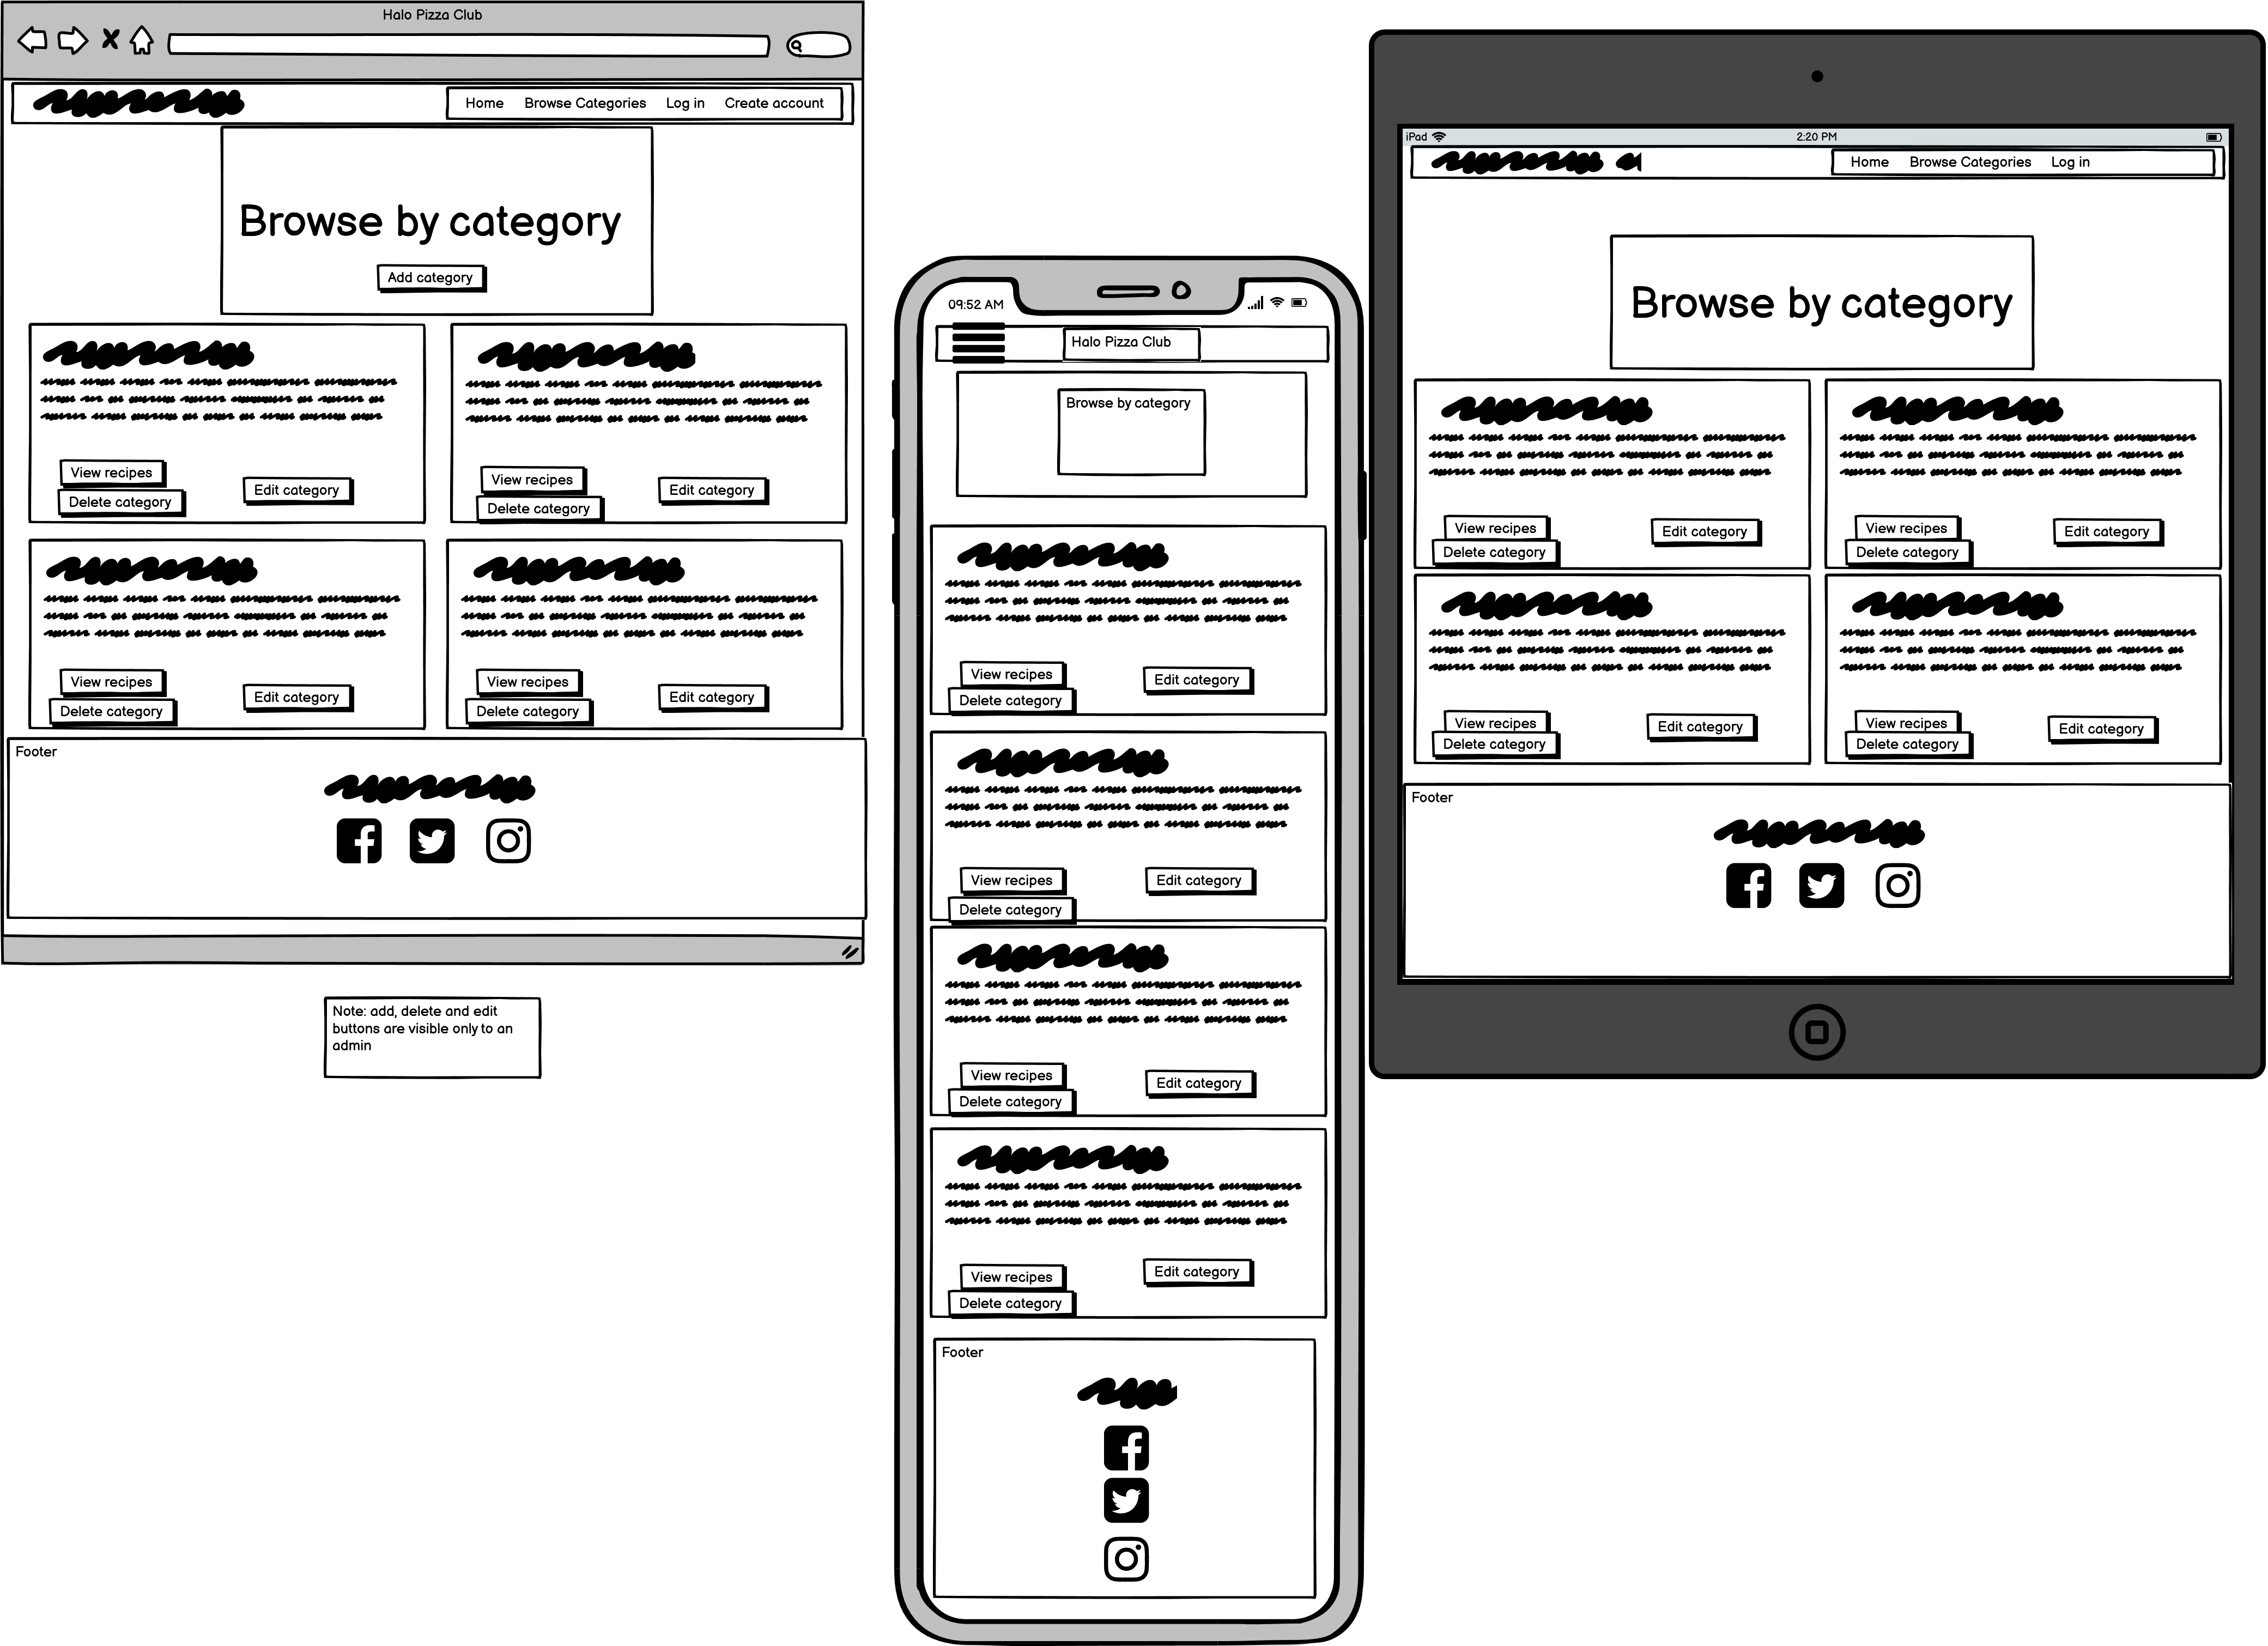 Halo Pizza Club
Home Browse Categories Log in Create account
Browse by category
Add category
View recipes
Edit category
Delete category
View recipes
Edit category
Delete category
View recipes
Edit category
Delete category
View recipes
Edit category
Delete category
Footer
Note: add, delete and edit
buttons are visible only to an
admin
09:52 AM
Halo Pizza Club
Browse by category
View recipes
Edit category
Delete category
View recipes
Edit category
Delete category
View recipes
Edit category
Delete category
View recipes
Edit category
Delete category
Footer
iPad 2:20 PM
Home Browse Categories Log in
Browse by category
View recipes
Edit category
Delete category
View recipes
Edit category
Delete category
View recipes
Edit category
Delete category
View recipes
Edit category
Delete category
Footer